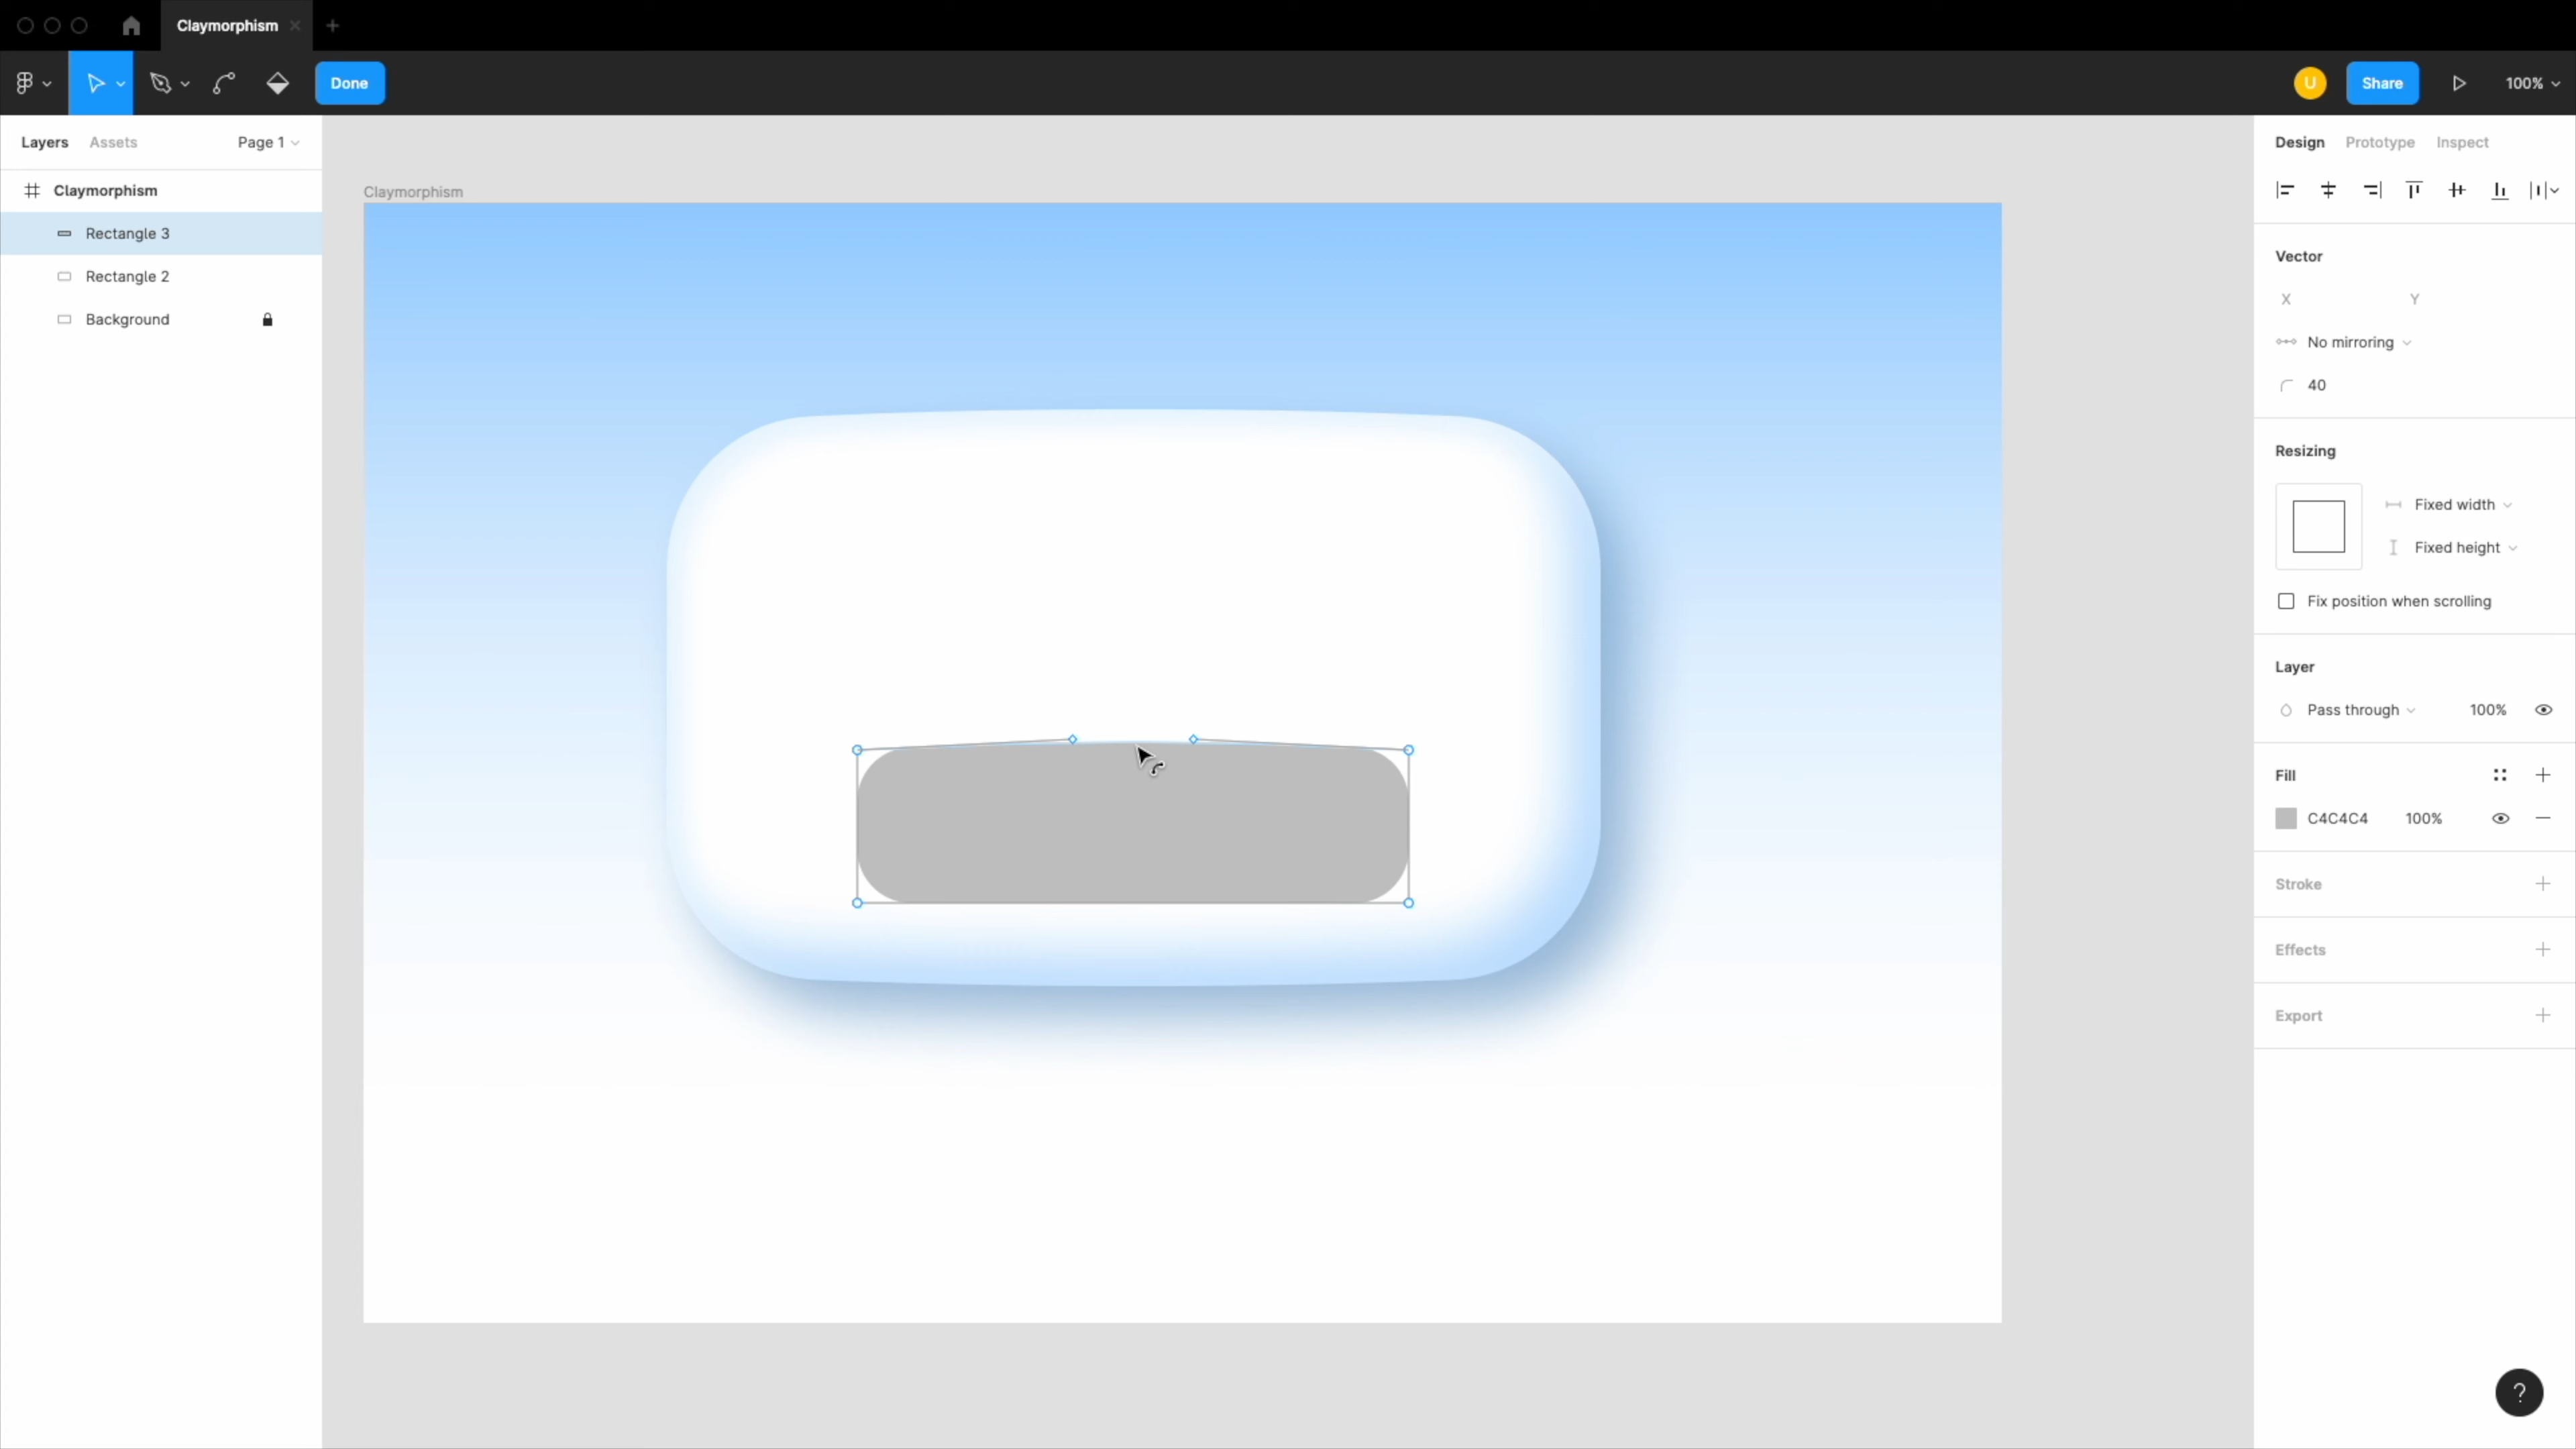 Claymorphism
Done
U
Share
100%
Layers
Assets
Page 1
Claymorphism
Rectangle 3
Rectangle 2
Background
Claymorphism
Design
Prototype
Inspect
Vector
X
Y
No mirroring
40
Resizing
Fixed width
Fixed height
Fix position when scrolling
Layer
Pass through
100%
Fill
C4C4C4
100%
Stroke
Effects
Export
?